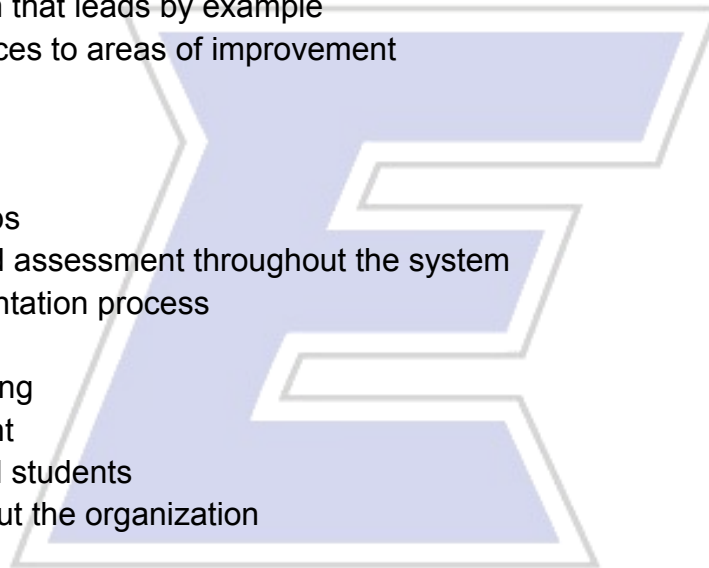 that leads by example
ces to areas of improvement
os
assessment throughout the system
ntation process
ng
nt
students
ut the organization